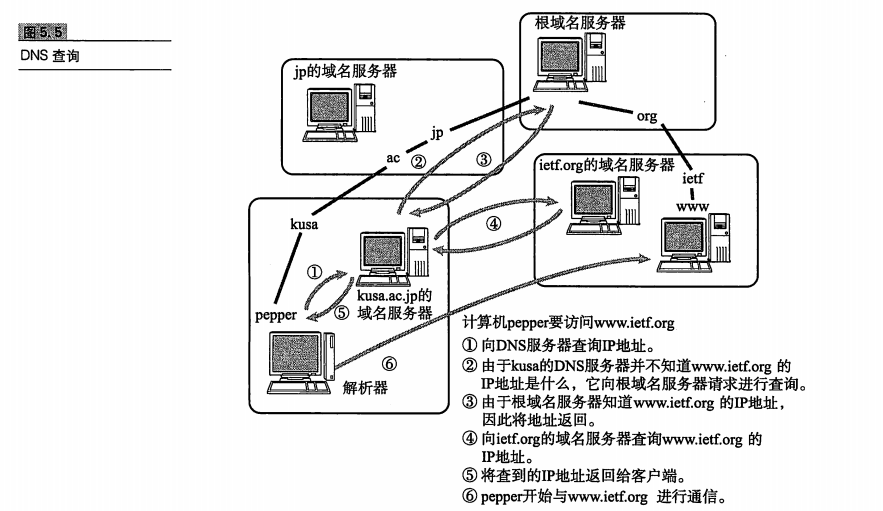 图5.5
DNS 查询
根域名服务器
jp的域名服务器
jp
org
ac
②
③
ietf.org的域名服务器
ietf
www
kusa
④
①
kusa.ac.jp的
域名服务器
pepper
⑤
⑥
解析器
计算机pepper要访问www.ietf.org
① 向DNS服务器查询IP地址。
② 由于kusa的DNS服务器并不知道www.ietf.org 的
IP地址是什么，它向根域名服务器请求进行查询。
③ 由于根域名服务器知道www.ietf.org 的IP地址，
因此将地址返回。
④ 向ietf.org的域名服务器查询www.ietf.org 的
IP地址。
⑤ 将查到的IP地址返回给客户端。
⑥ pepper开始与www.ietf.org 进行通信。